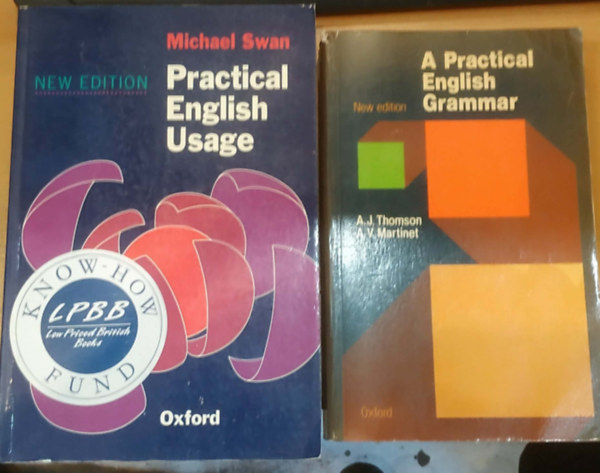 Michael Swan
NEW EDITION
Practical
English
Usage
KNOW-HOW
LPBB
Low Priced British
Books
FUND
Oxford
A Practical
English
Grammar
New edition
A.J. Thomson
A.V. Martinet
Oxford